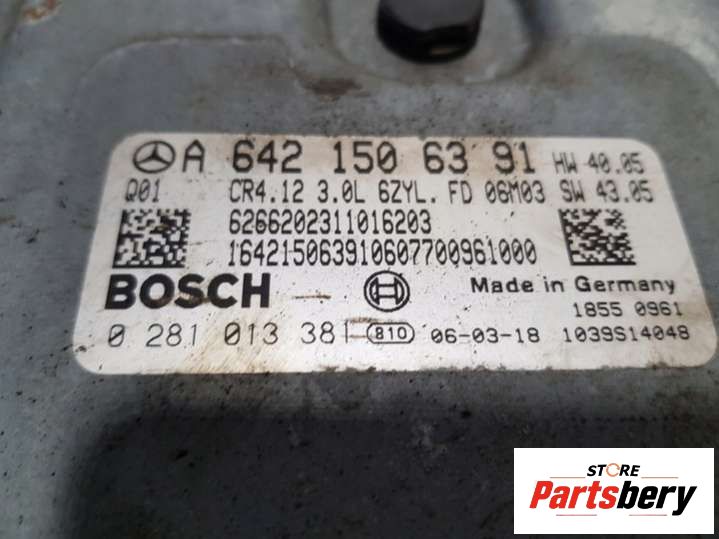 A 642 150 63 91 HW 40.05
Q01 CR4.12 3.0L 6ZYL. FD 06M03 SW 43.05
6266202311016203
164215063910607700961000
BOSCH Made in Germany
1855 0961
0 281 013 381 810 06-03-18 1039S14048
STORE
Partsbery